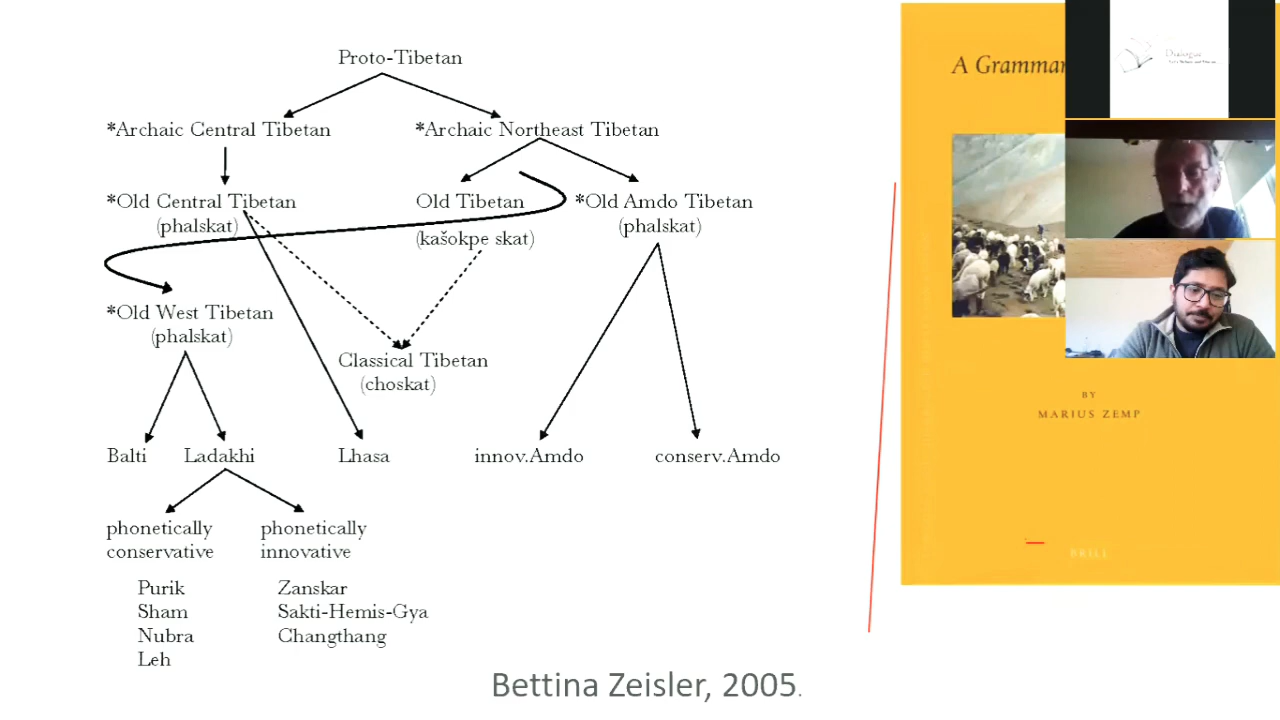 Proto-Tibetan
*Archaic Central Tibetan
*Archaic Northeast Tibetan
*Old Central Tibetan
(phalskat)
Old Tibetan
(kašokpe skat)
*Old Amdo Tibetan
(phalskat)
*Old West Tibetan
(phalskat)
Classical Tibetan
(choskat)
Balti
Ladakhi
Lhasa
innov.Amdo
conserv.Amdo
phonetically
conservative
phonetically
innovative
Purik
Sham
Nubra
Leh
Zanskar
Sakti-Hemis-Gya
Changthang
Bettina Zeisler, 2005.
A Grammar
BY
MARIUS ZEMP
BRILL
Dialogue